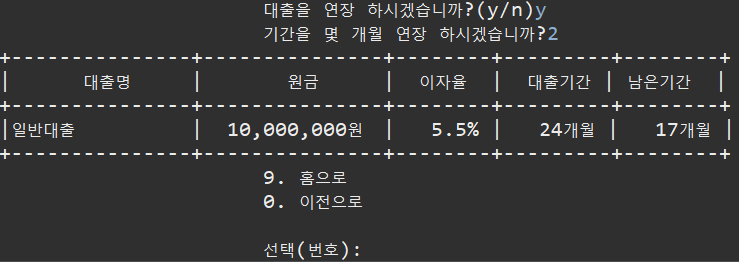 대출을 연장 하시겠습니까?(y/n)y
기간을 몇 개월 연장 하시겠습니까?2
+---------------+---------------+--------+---------+--------+
| 대출명 | 원금 | 이자율 | 대출기간 | 남은기간 |
+---------------+---------------+--------+---------+--------+
|일반대출 | 10,000,000원 | 5.5% | 24개월 | 17개월 |
+---------------+---------------+--------+---------+--------+
9. 홈으로
0. 이전으로
선택(번호):